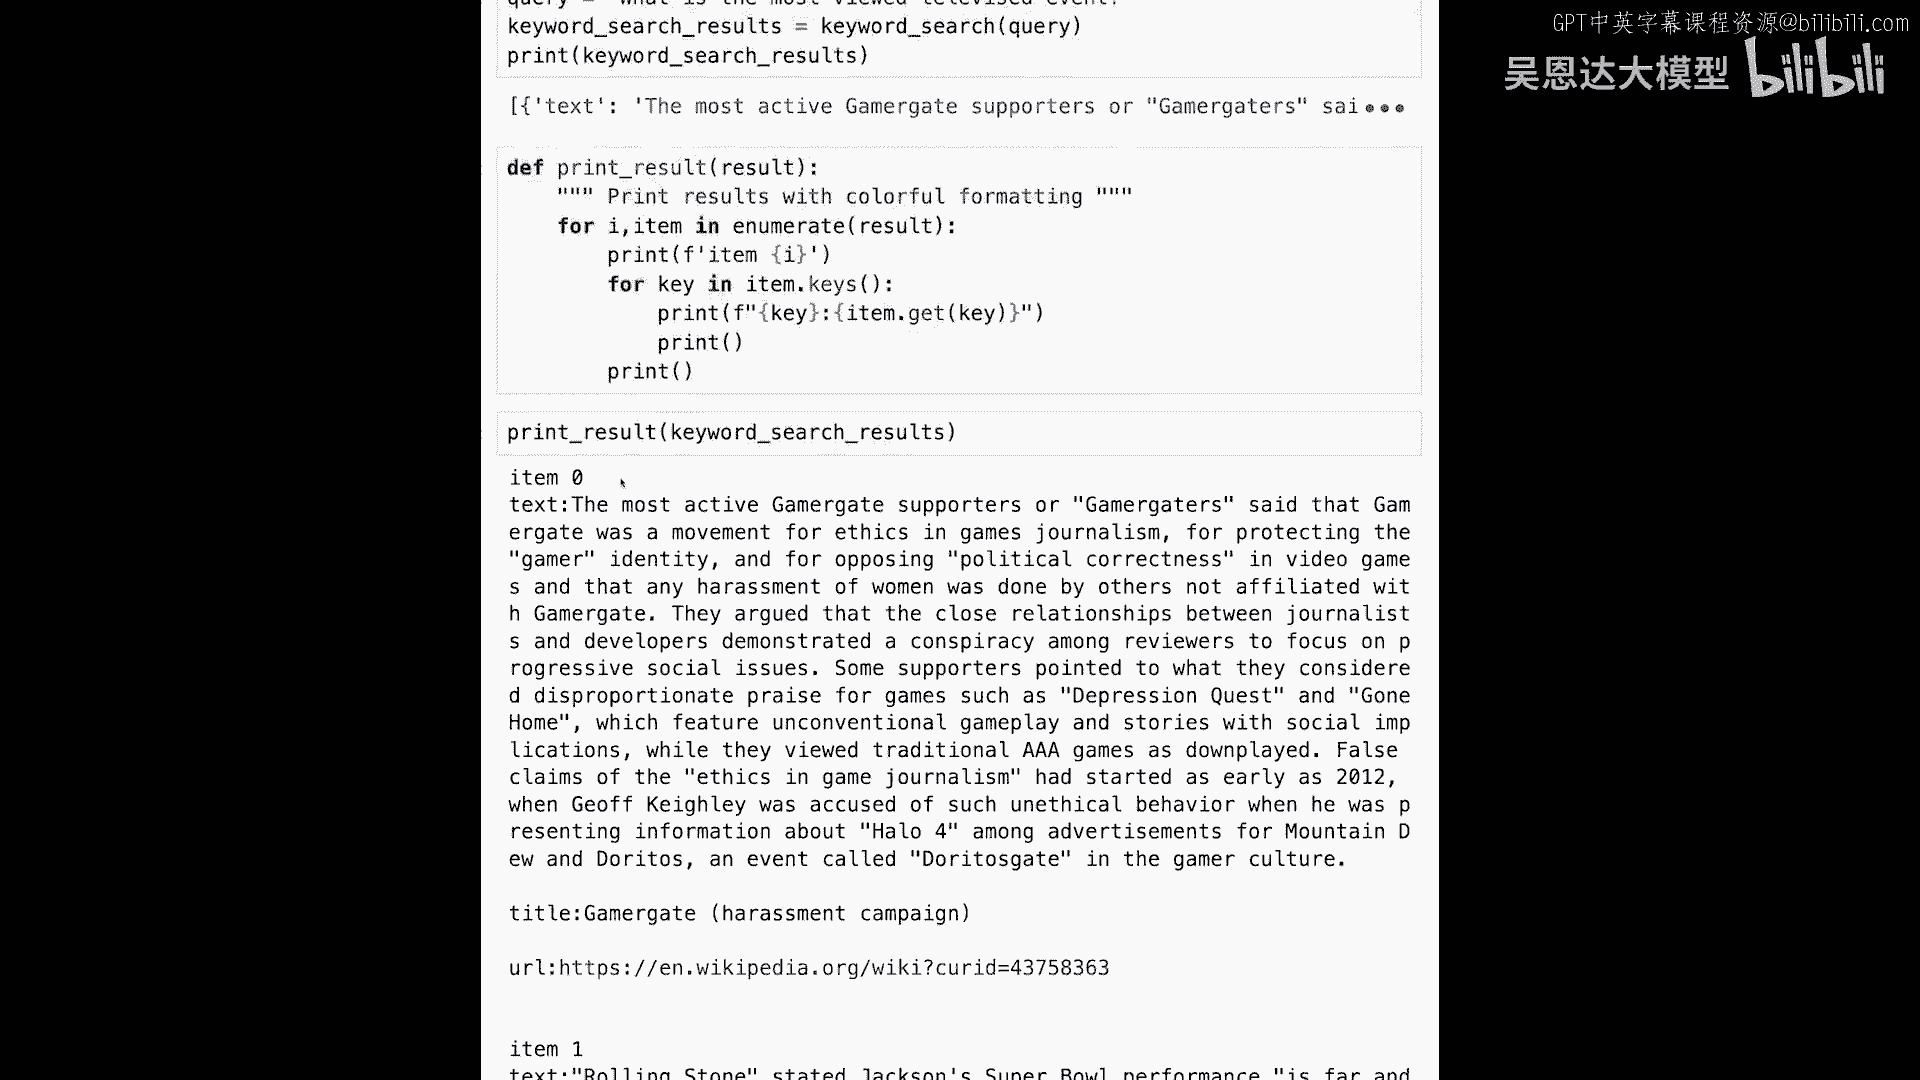 query = "What is the most viewed televised event?"
keyword_search_results = keyword_search(query)
print(keyword_search_results)
[{'text': 'The most active Gamergate supporters or "Gamergaters" sai•••
def print_result(result):
    """ Print results with colorful formatting """
    for i,item in enumerate(result):
        print(f'item {i}')
        for key in item.keys():
            print(f"{key}:{item.get(key)}")
            print()
        print()
print_result(keyword_search_results)
item 0
text:The most active Gamergate supporters or "Gamergaters" said that Gam
ergate was a movement for ethics in games journalism, for protecting the
"gamer" identity, and for opposing "political correctness" in video game
s and that any harassment of women was done by others not affiliated wit
h Gamergate. They argued that the close relationships between journalist
s and developers demonstrated a conspiracy among reviewers to focus on p
rogressive social issues. Some supporters pointed to what they considere
d disproportionate praise for games such as "Depression Quest" and "Gone
Home", which feature unconventional gameplay and stories with social imp
lications, while they viewed traditional AAA games as downplayed. False
claims of the "ethics in game journalism" had started as early as 2012,
when Geoff Keighley was accused of such unethical behavior when he was p
resenting information about "Halo 4" among advertisements for Mountain D
ew and Doritos, an event called "Doritosgate" in the gamer culture.
title:Gamergate (harassment campaign)
url:https://en.wikipedia.org/wiki?curid=43758363
item 1
text:"Rolling Stone" stated Jackson's Super Bowl performance "is far and
GPT中英字幕课程资源@bilibili.com
吴恩达大模型 bilibili